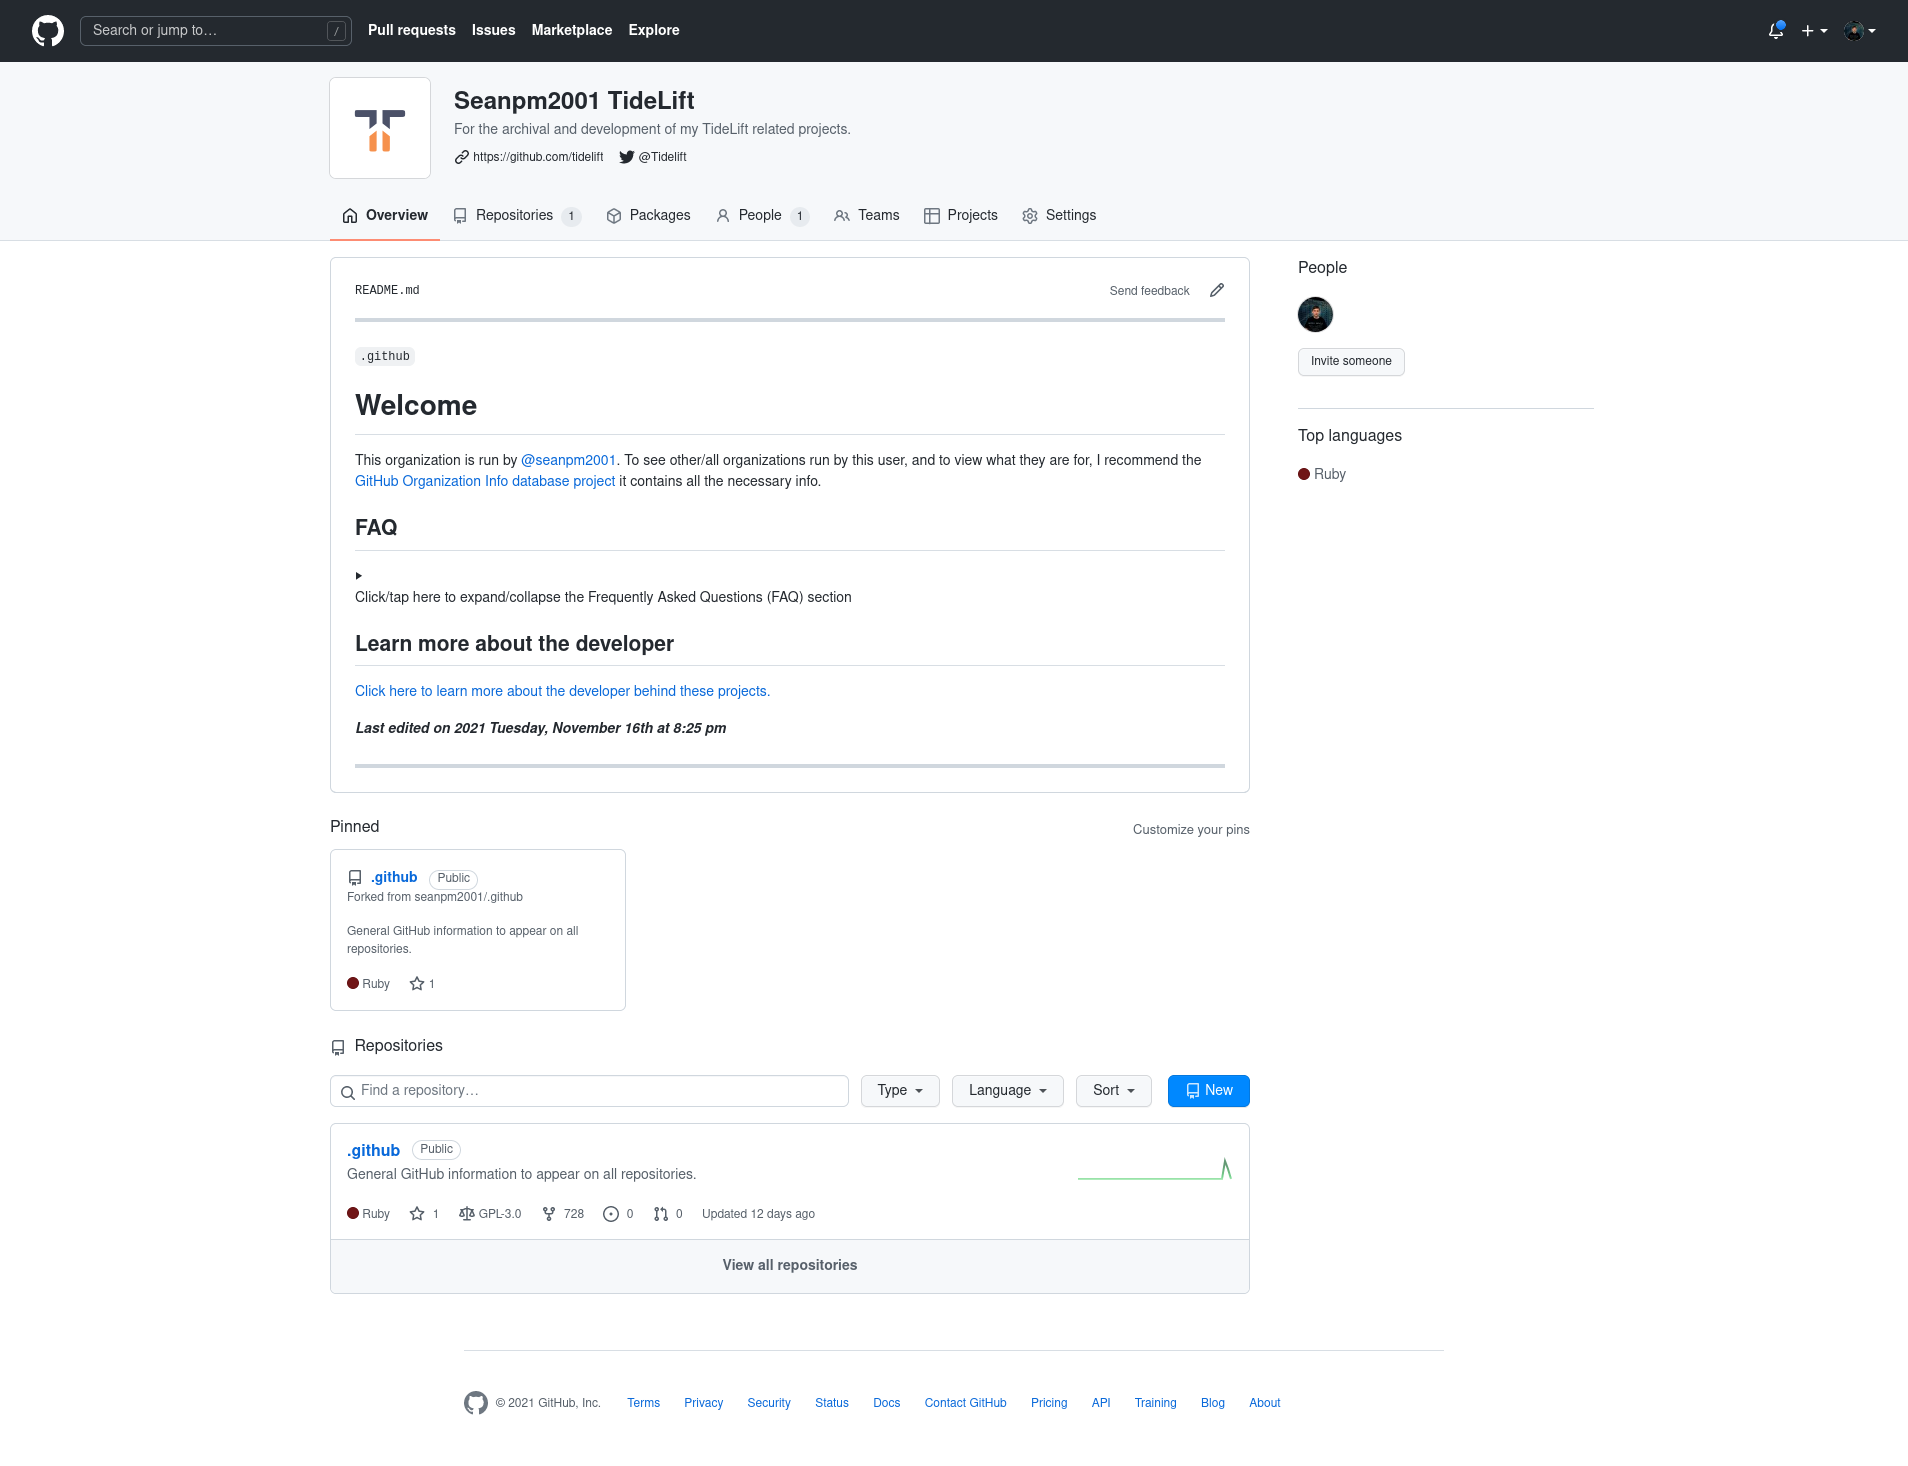 Search or jump to…
/
Pull requests
Issues
Marketplace
Explore
Seanpm2001 TideLift
For the archival and development of my TideLift related projects.
https://github.com/tidelift
@Tidelift
Overview
Repositories 1
Packages
People 1
Teams
Projects
Settings
README.md
Send feedback
.github
Welcome
This organization is run by @seanpm2001. To see other/all organizations run by this user, and to view what they are for, I recommend the
GitHub Organization Info database project it contains all the necessary info.
FAQ
Click/tap here to expand/collapse the Frequently Asked Questions (FAQ) section
Learn more about the developer
Click here to learn more about the developer behind these projects.
Last edited on 2021 Tuesday, November 16th at 8:25 pm
People
Invite someone
Top languages
Ruby
Pinned
Customize your pins
.github Public
Forked from seanpm2001/.github
General GitHub information to appear on all
repositories.
Ruby 1
Repositories
Find a repository…
Type
Language
Sort
New
.github Public
General GitHub information to appear on all repositories.
Ruby 1 GPL-3.0 728 0 0 Updated 12 days ago
View all repositories
© 2021 GitHub, Inc.
Terms
Privacy
Security
Status
Docs
Contact GitHub
Pricing
API
Training
Blog
About